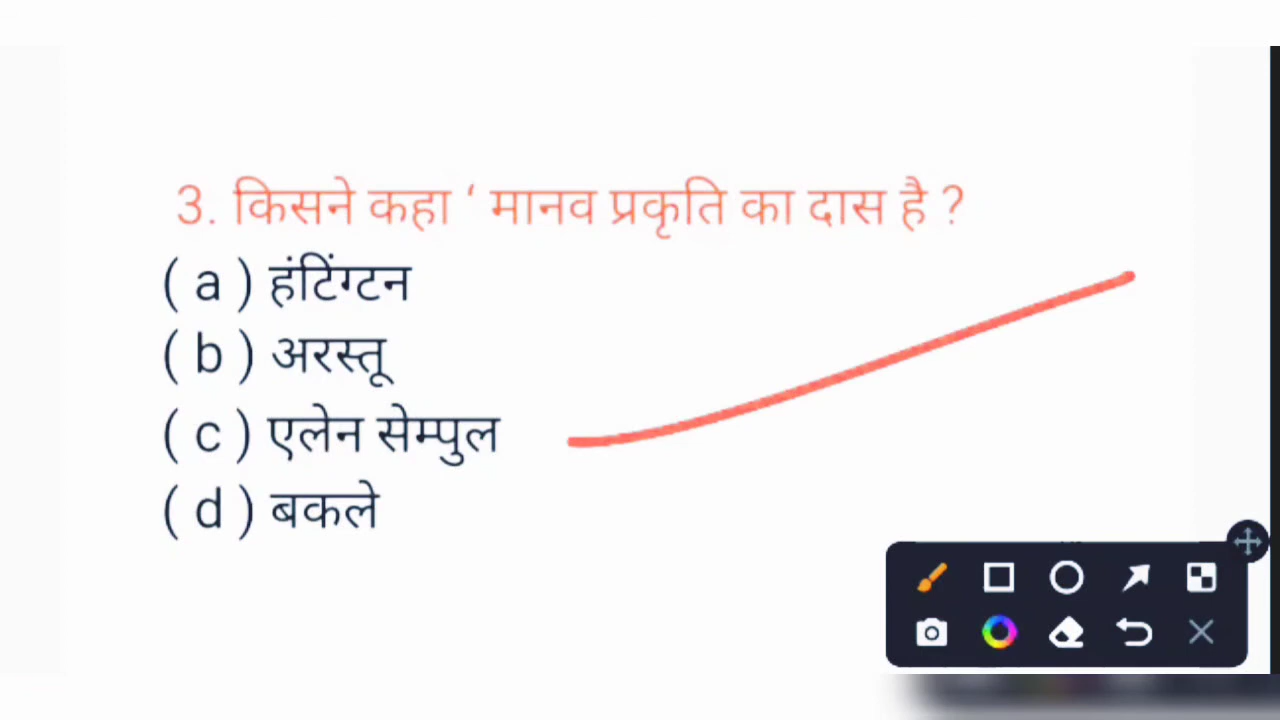 3. किसने कहा ‘ मानव प्रकृति का दास है ?
( a ) हंटिंग्टन
( b ) अरस्तू
( c ) एलेन सेम्पुल
( d ) बकले